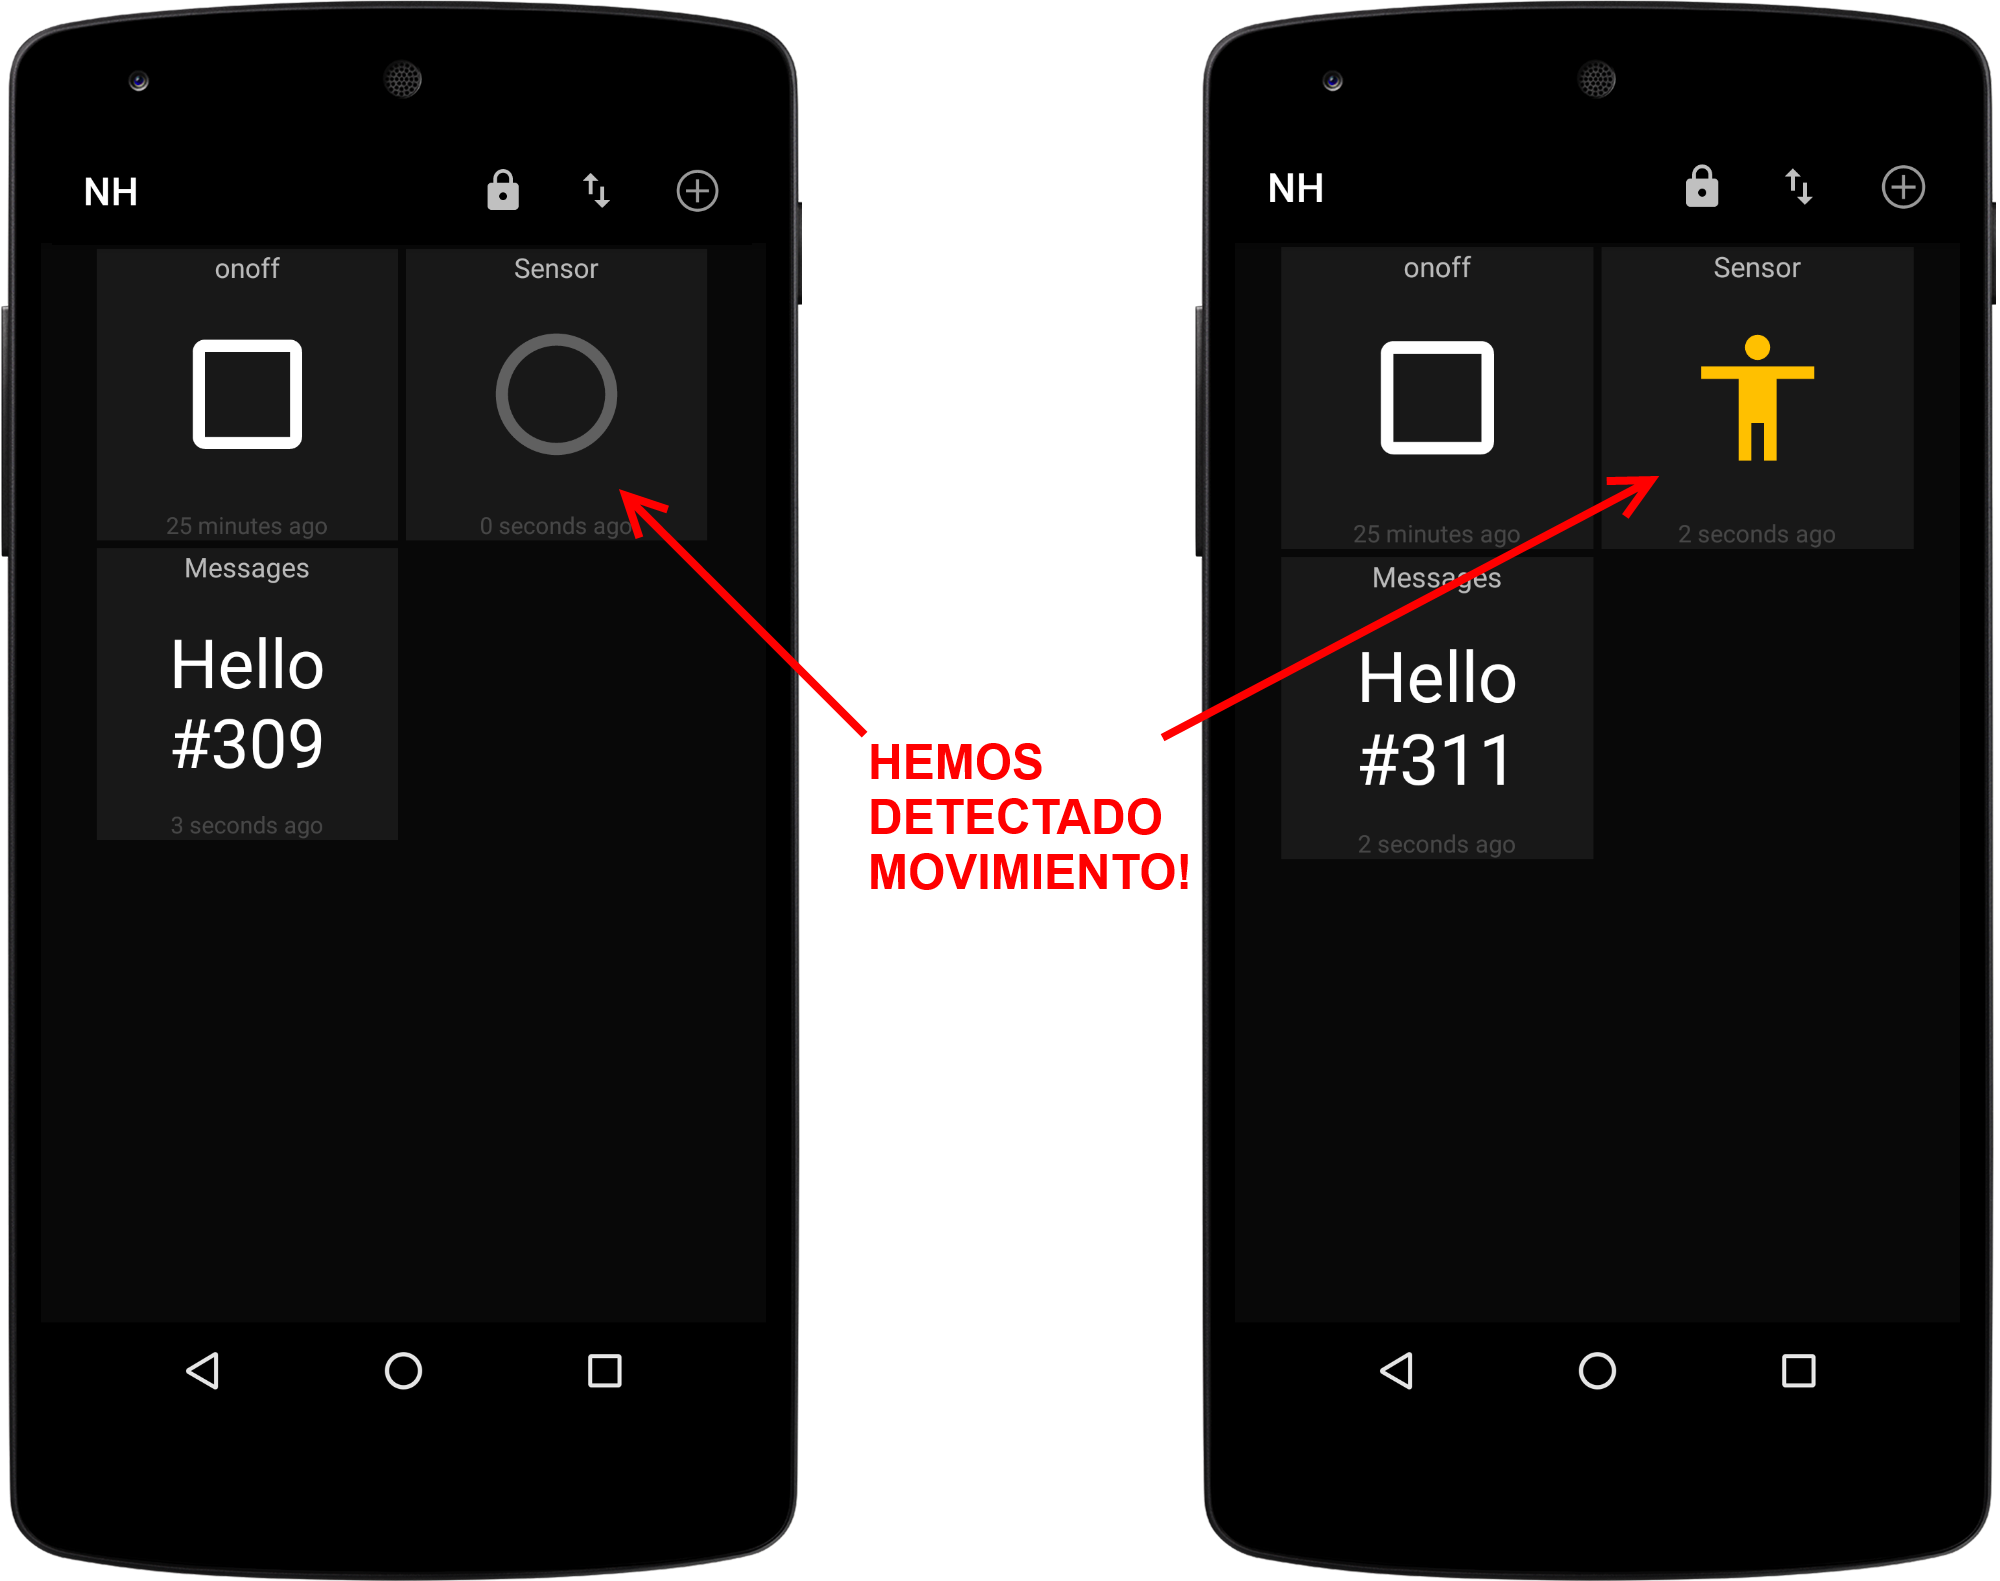 NH
onoff
Sensor
25 minutes ago
0 seconds ago
Messages
Hello
#309
3 seconds ago
HEMOS
DETECTADO
MOVIMIENTO!
NH
onoff
Sensor
25 minutes ago
2 seconds ago
Messages
Hello
#311
2 seconds ago